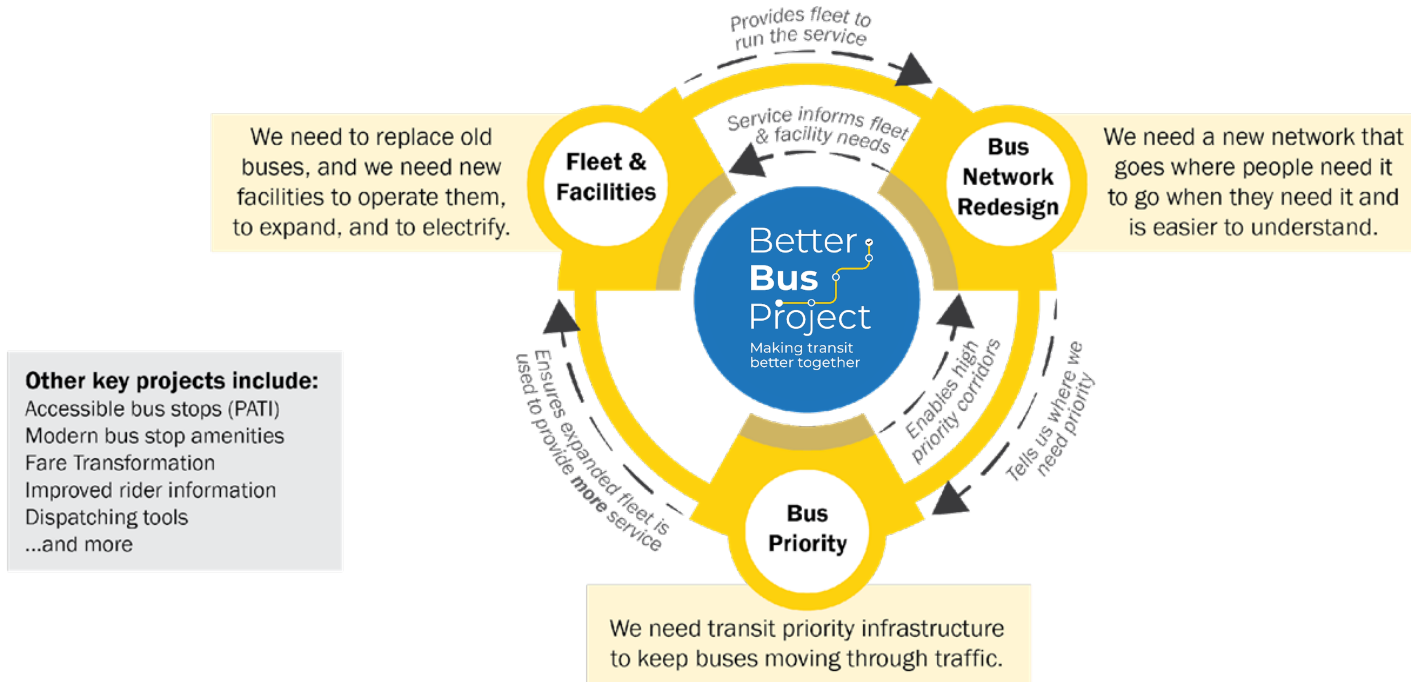 Provides fleet to
run the service
Service informs fleet
& facility needs
We need to replace old
buses, and we need new
facilities to operate them,
to expand, and to electrify.
Fleet &
Facilities
Bus
Network
Redesign
We need a new network that
goes where people need it
to go when they need it and
is easier to understand.
Better
Bus
Project
Making transit
better together
Other key projects include:
Accessible bus stops (PATI)
Modern bus stop amenities
Fare Transformation
Improved rider information
Dispatching tools
...and more
Ensures expanded fleet is
used to provide more service
Enables high
priority corridors
Tells us where we
need priority
Bus
Priority
We need transit priority infrastructure
to keep buses moving through traffic.